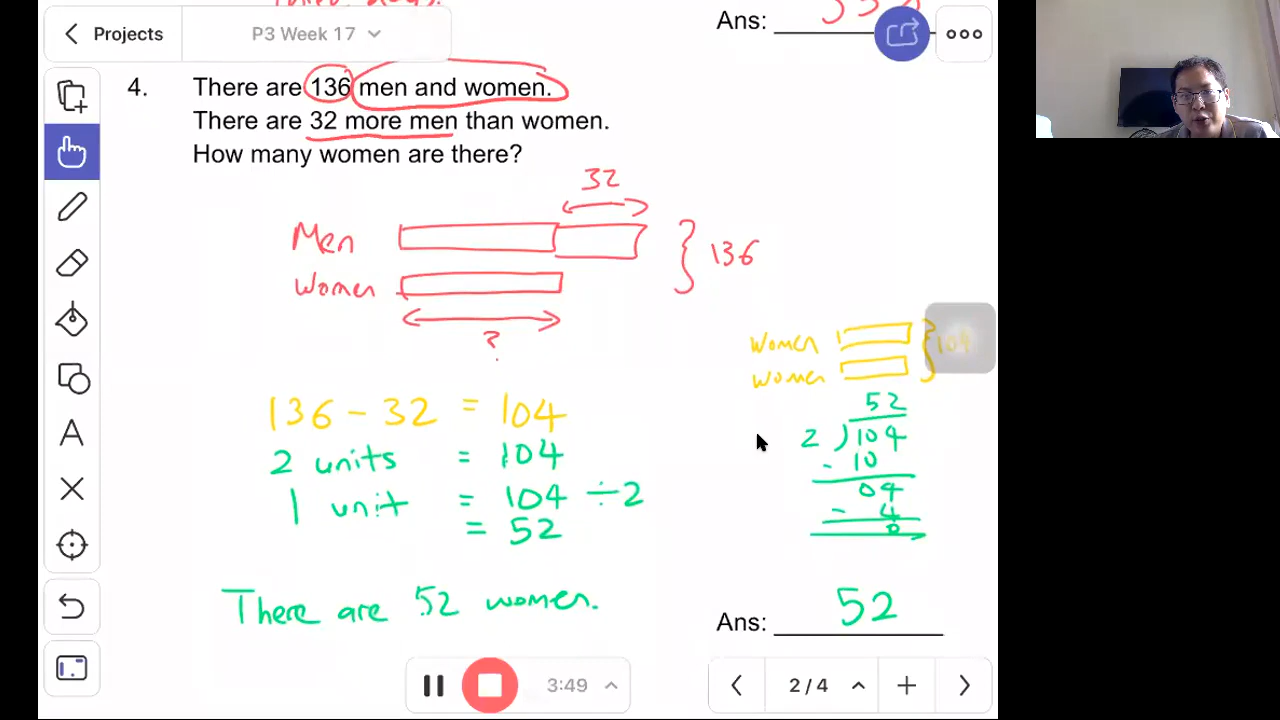 Ans:
Projects
P3 Week 17
4. There are 136 men and women.
There are 32 more men than women.
How many women are there?
32
Men
Women
136
?
Women
Women
104
136 - 32 = 104
2 units = 104
1 unit = 104 ÷ 2
= 52
52
2 ) 104
- 10
04
- 4
0
There are 52 women.
Ans: 52
3:49
2 / 4